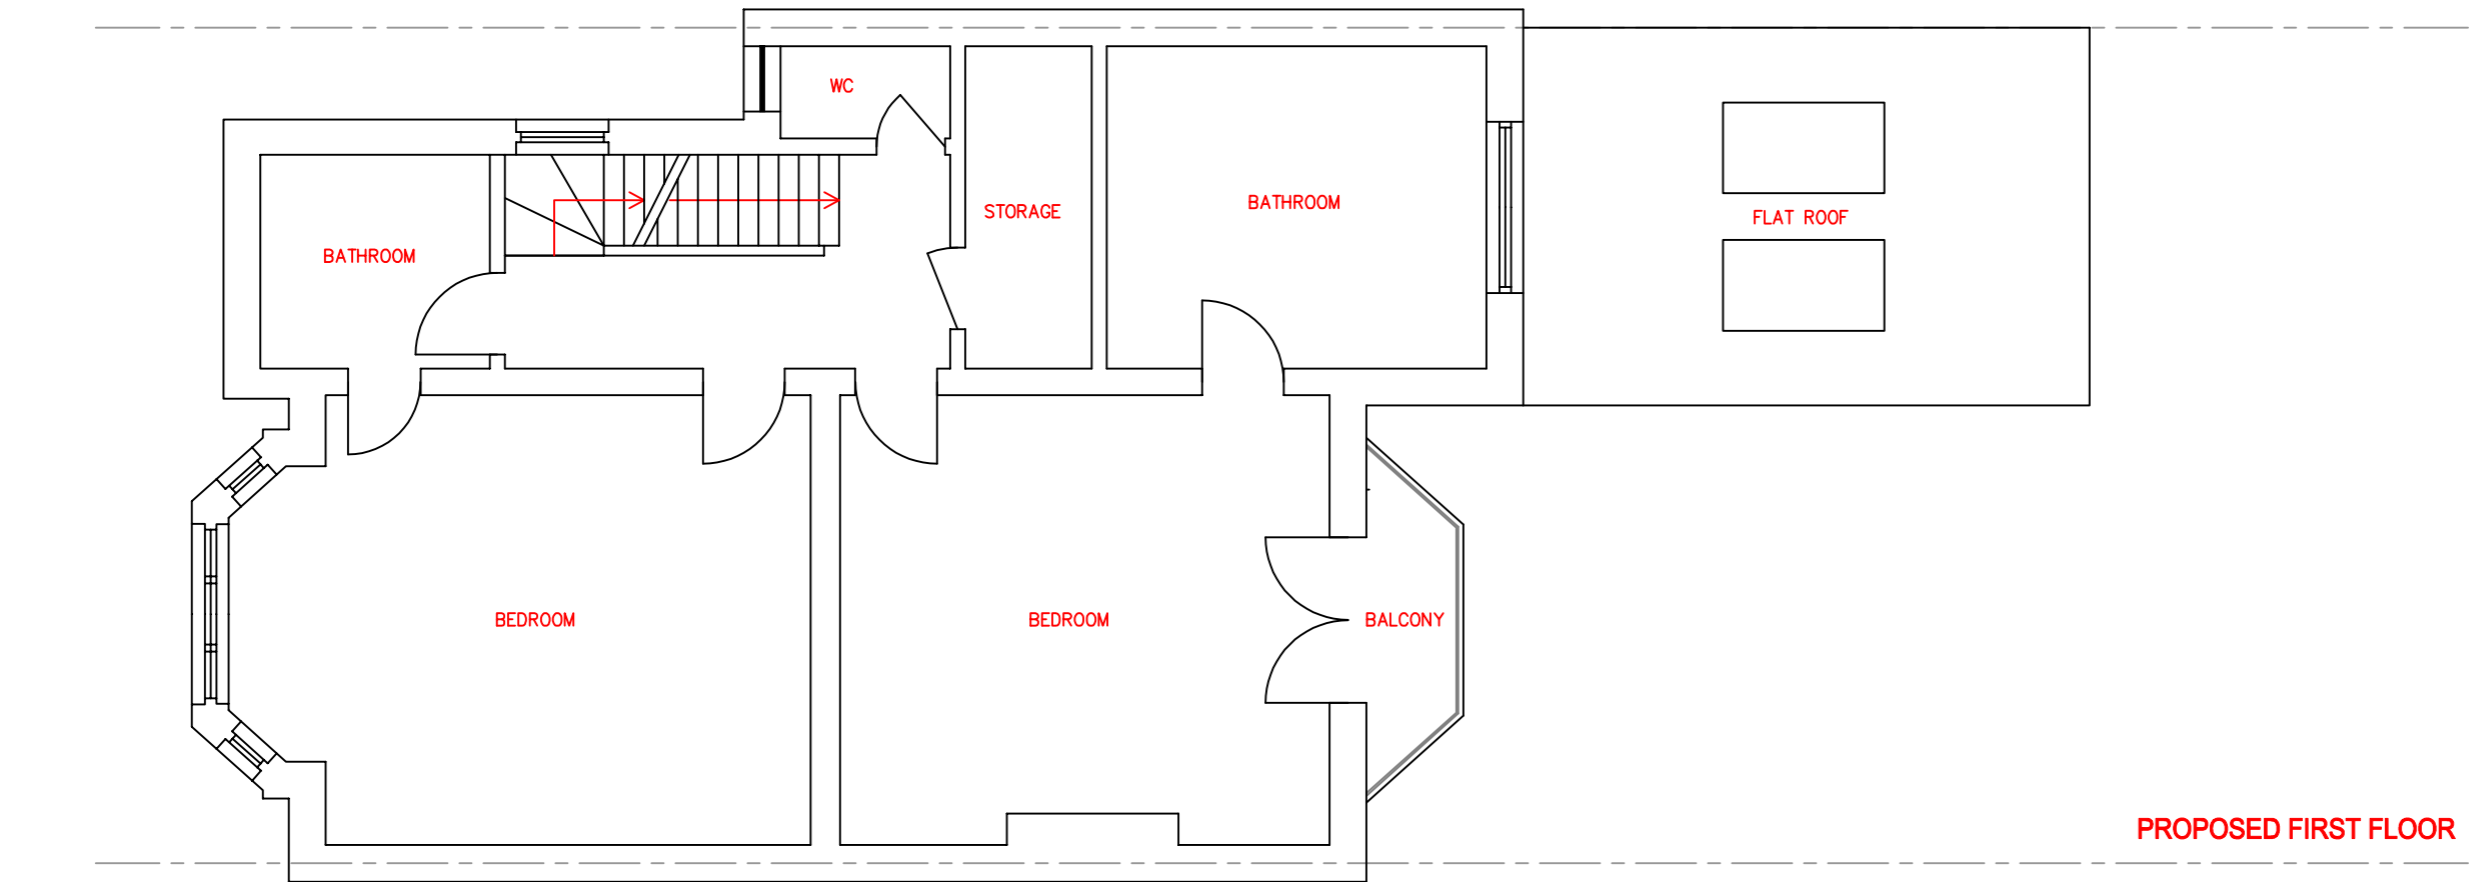 WC
STORAGE
BATHROOM
FLAT ROOF
BATHROOM
BEDROOM
BEDROOM
BALCONY
PROPOSED FIRST FLOOR